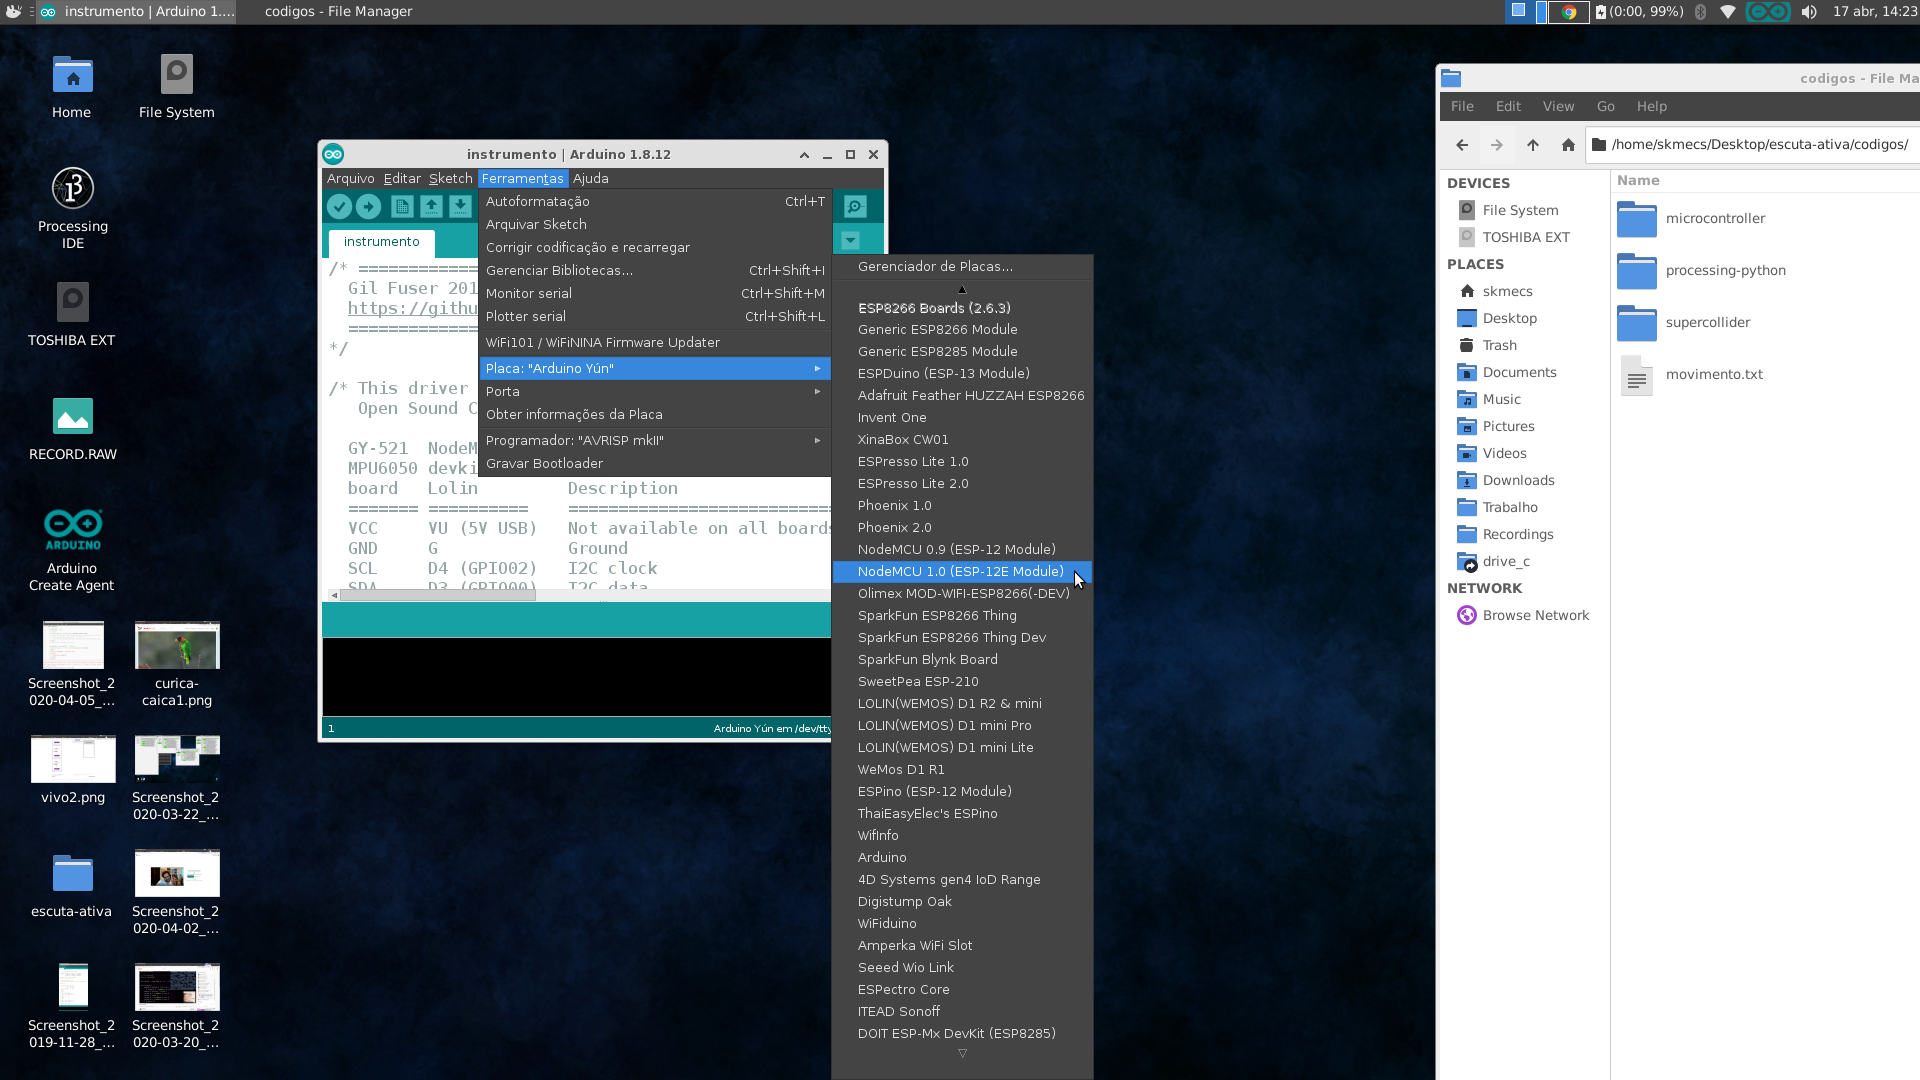 instrumento | Arduino 1....
codigos - File Manager
(0:00, 99%)
17 abr, 14:23
Home
File System
Processing
IDE
TOSHIBA EXT
RECORD.RAW
ARDUINO
Arduino
Create Agent
Screenshot_2
020-04-05_...
curica-
caica1.png
vivo2.png
Screenshot_2
020-03-22_...
escuta-ativa
Screenshot_2
020-04-02_...
Screenshot_2
019-11-28_...
Screenshot_2
020-03-20_...
instrumento | Arduino 1.8.12
Arquivo Editar Sketch Ferramentas Ajuda
instrumento
/* ============
Gil Fuser 201
https://githu
=============
*/
/* This driver
Open Sound C
GY-521 NodeM
MPU6050 devki
board Lolin Description
======= ========== ==========================
VCC VU (5V USB) Not available on all boards
GND G Ground
SCL D4 (GPIO02) I2C clock
SDA D3 (GPIO00) I2C data
1
Arduino Yún em /dev/tty
Autoformatação Ctrl+T
Arquivar Sketch
Corrigir codificação e recarregar
Gerenciar Bibliotecas... Ctrl+Shift+I
Monitor serial Ctrl+Shift+M
Plotter serial Ctrl+Shift+L
WiFi101 / WiFiNINA Firmware Updater
Placa: "Arduino Yún"
Porta
Obter informações da Placa
Programador: "AVRISP mkII"
Gravar Bootloader
Gerenciador de Placas...
ESP8266 Boards (2.6.3)
Generic ESP8266 Module
Generic ESP8285 Module
ESPDuino (ESP-13 Module)
Adafruit Feather HUZZAH ESP8266
Invent One
XinaBox CW01
ESPresso Lite 1.0
ESPresso Lite 2.0
Phoenix 1.0
Phoenix 2.0
NodeMCU 0.9 (ESP-12 Module)
NodeMCU 1.0 (ESP-12E Module)
Olimex MOD-WIFI-ESP8266(-DEV)
SparkFun ESP8266 Thing
SparkFun ESP8266 Thing Dev
SparkFun Blynk Board
SweetPea ESP-210
LOLIN(WEMOS) D1 R2 & mini
LOLIN(WEMOS) D1 mini Pro
LOLIN(WEMOS) D1 mini Lite
WeMos D1 R1
ESPino (ESP-12 Module)
ThaiEasyElec's ESPino
WifInfo
Arduino
4D Systems gen4 IoD Range
Digistump Oak
WiFiduino
Amperka WiFi Slot
Seeed Wio Link
ESPectro Core
ITEAD Sonoff
DOIT ESP-Mx DevKit (ESP8285)
codigos - File Ma
File Edit View Go Help
/home/skmecs/Desktop/escuta-ativa/codigos/
DEVICES
File System
TOSHIBA EXT
PLACES
skmecs
Desktop
Trash
Documents
Music
Pictures
Videos
Downloads
Trabalho
Recordings
drive_c
NETWORK
Browse Network
Name
microcontroller
processing-python
supercollider
movimento.txt